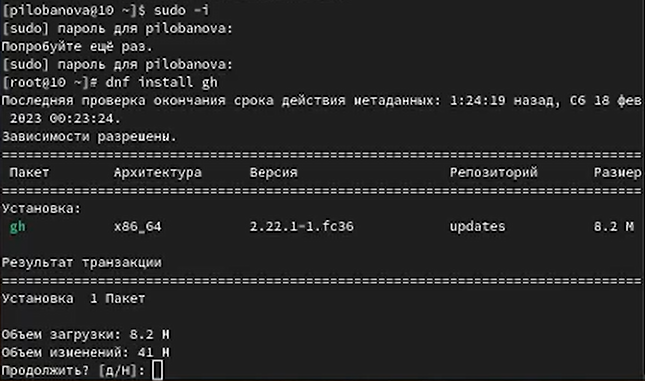 [pilobanova@10 ~]$ sudo -i
[sudo] пароль для pilobanova:
Попробуйте ещё раз.
[sudo] пароль для pilobanova:
[root@10 ~]# dnf install gh
Последняя проверка окончания срока действия метаданных: 1:24:19 назад, Сб 18 фев
2023 00:23:24.
Зависимости разрешены.
================================================================================
Пакет Архитектура Версия Репозиторий Размер
================================================================================
Установка:
gh x86_64 2.22.1-1.fc36 updates 8.2 M
Результат транзакции
================================================================================
Установка 1 Пакет
Объем загрузки: 8.2 M
Объем изменений: 41 M
Продолжить? [д/Н]: